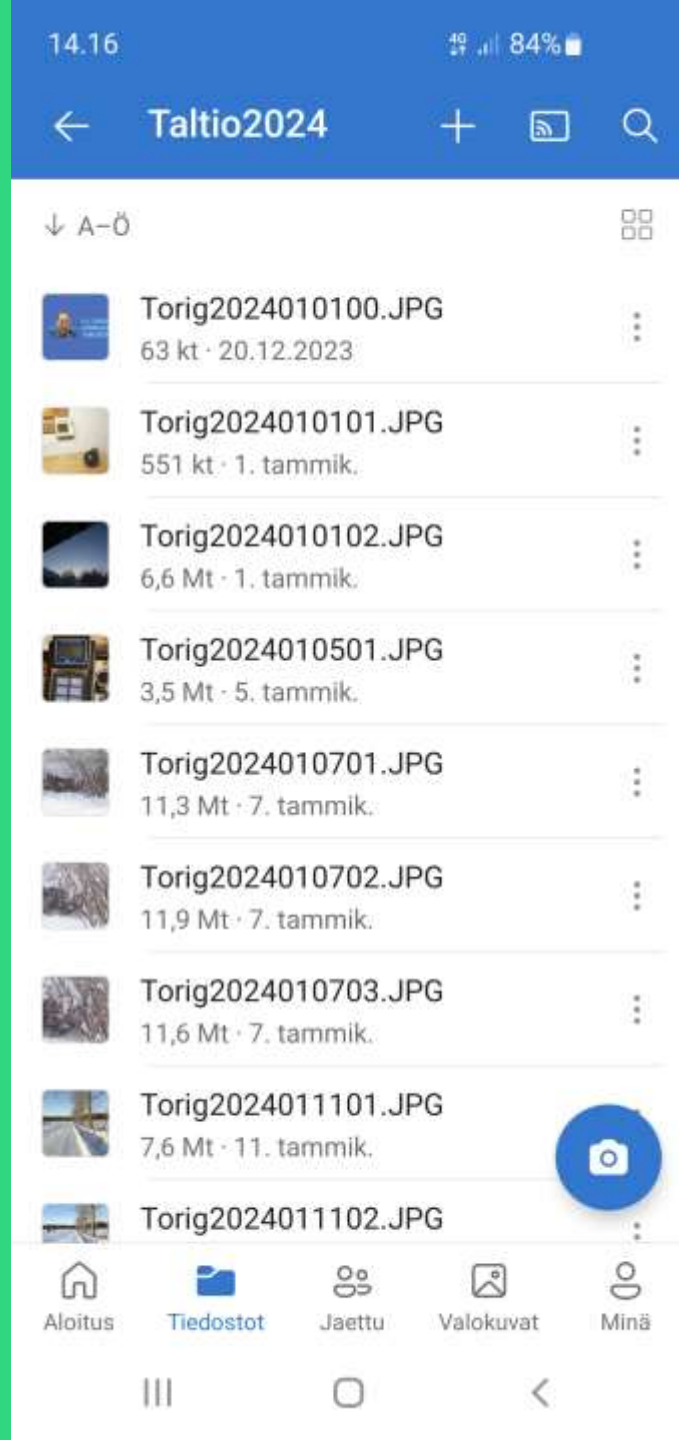 14.16
4G 84%
Taltio2024
A–Ö
Torig2024010100.JPG
63 kt · 20.12.2023
Torig2024010101.JPG
551 kt · 1. tammik.
Torig2024010102.JPG
6,6 Mt · 1. tammik.
Torig2024010501.JPG
3,5 Mt · 5. tammik.
Torig2024010701.JPG
11,3 Mt · 7. tammik.
Torig2024010702.JPG
11,9 Mt · 7. tammik.
Torig2024010703.JPG
11,6 Mt · 7. tammik.
Torig2024011101.JPG
7,6 Mt · 11. tammik.
Torig2024011102.JPG
Aloitus Tiedostot Jaettu Valokuvat Minä